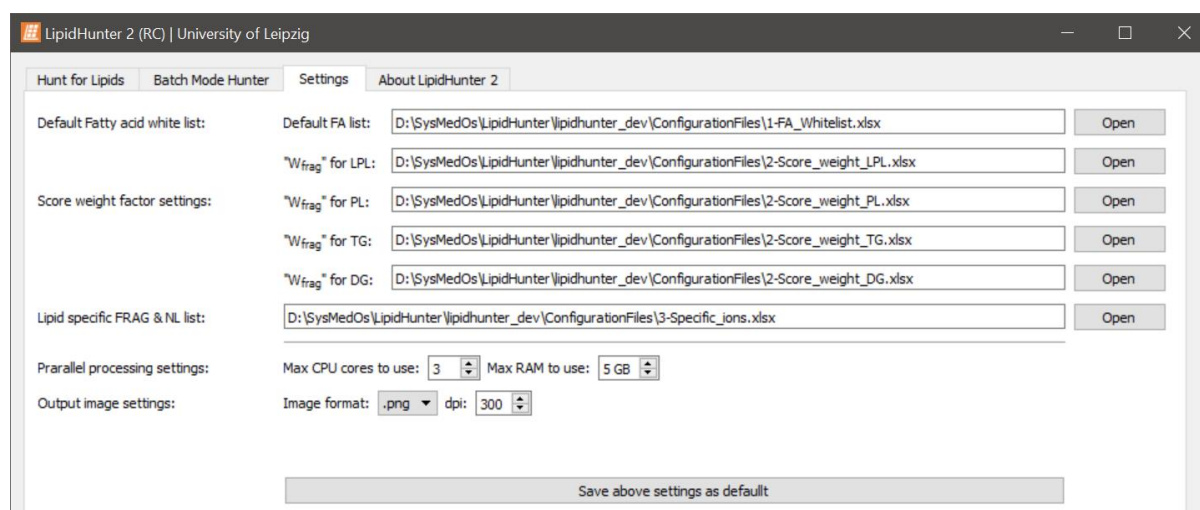 LipidHunter 2 (RC) | University of Leipzig
Hunt for Lipids Batch Mode Hunter Settings About LipidHunter 2
Default Fatty acid white list: Default FA list: D:\SysMedOs\LipidHunter\lipidhunter_dev\ConfigurationFiles\1-FA_Whitelist.xlsx Open
"Wfrag" for LPL: D:\SysMedOs\LipidHunter\lipidhunter_dev\ConfigurationFiles\2-Score_weight_LPL.xlsx Open
Score weight factor settings: "Wfrag" for PL: D:\SysMedOs\LipidHunter\lipidhunter_dev\ConfigurationFiles\2-Score_weight_PL.xlsx Open
"Wfrag" for TG: D:\SysMedOs\LipidHunter\lipidhunter_dev\ConfigurationFiles\2-Score_weight_TG.xlsx Open
"Wfrag" for DG: D:\SysMedOs\LipidHunter\lipidhunter_dev\ConfigurationFiles\2-Score_weight_DG.xlsx Open
Lipid specific FRAG & NL list: D:\SysMedOs\LipidHunter\lipidhunter_dev\ConfigurationFiles\3-Specific_ions.xlsx Open
Prarallel processing settings: Max CPU cores to use: 3 Max RAM to use: 5 GB
Output image settings: Image format: .png dpi: 300
Save above settings as defaullt